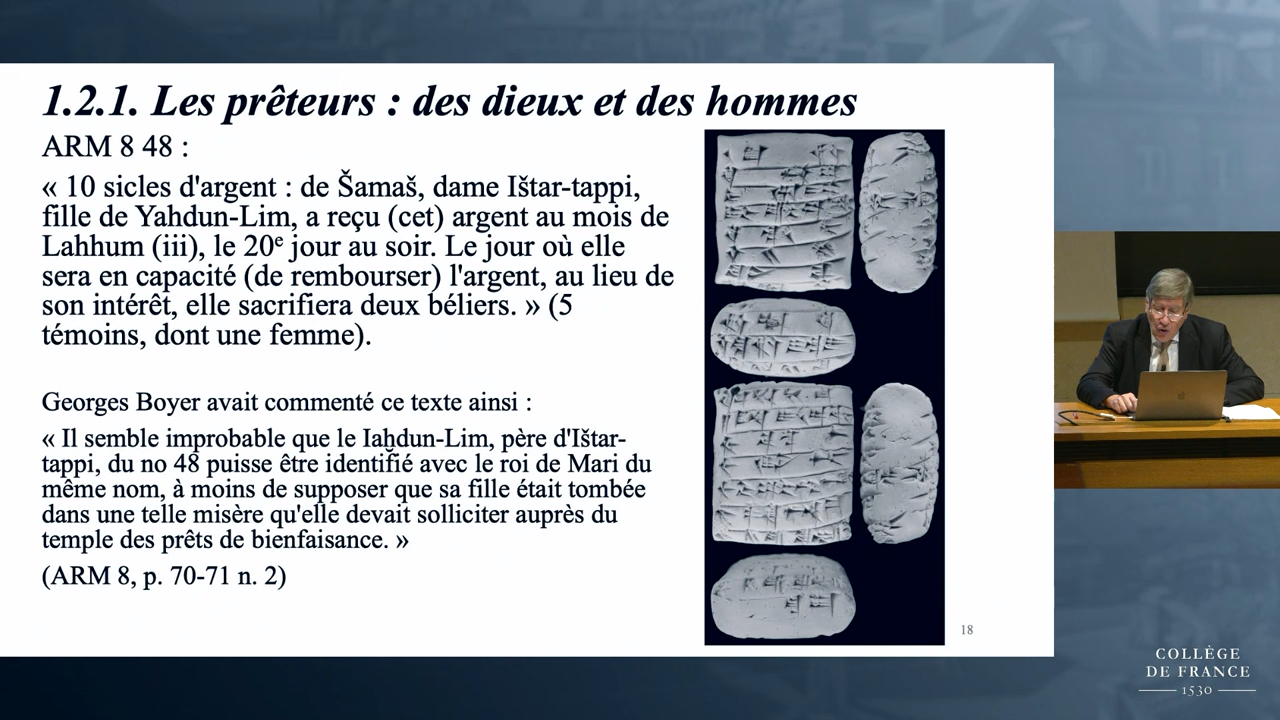 1.2.1. Les prêteurs : des dieux et des hommes
ARM 8 48 :
« 10 sicles d'argent : de Šamaš, dame Ištar-tappi,
fille de Yahdun-Lim, a reçu (cet) argent au mois de
Lahhum (iii), le 20e jour au soir. Le jour où elle
sera en capacité (de rembourser) l'argent, au lieu de
son intérêt, elle sacrifiera deux béliers. » (5
témoins, dont une femme).
Georges Boyer avait commenté ce texte ainsi :
« Il semble improbable que le Iaḫdun-Lim, père d'Ištar-
tappi, du no 48 puisse être identifié avec le roi de Mari du
même nom, à moins de supposer que sa fille était tombée
dans une telle misère qu'elle devait solliciter auprès du
temple des prêts de bienfaisance. »
(ARM 8, p. 70-71 n. 2)
18
COLLÈGE
DE FRANCE
1530